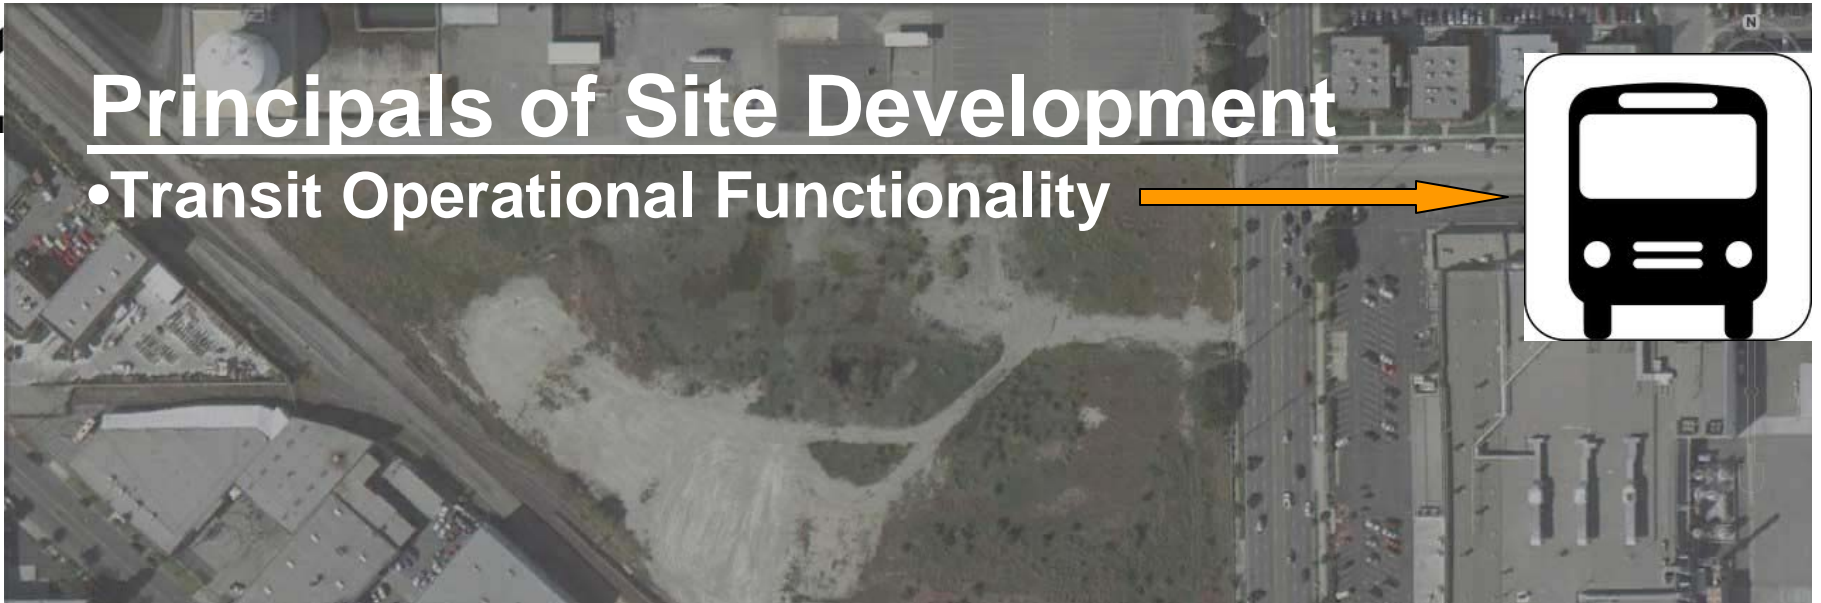 N
Principals of Site Development
•Transit Operational Functionality